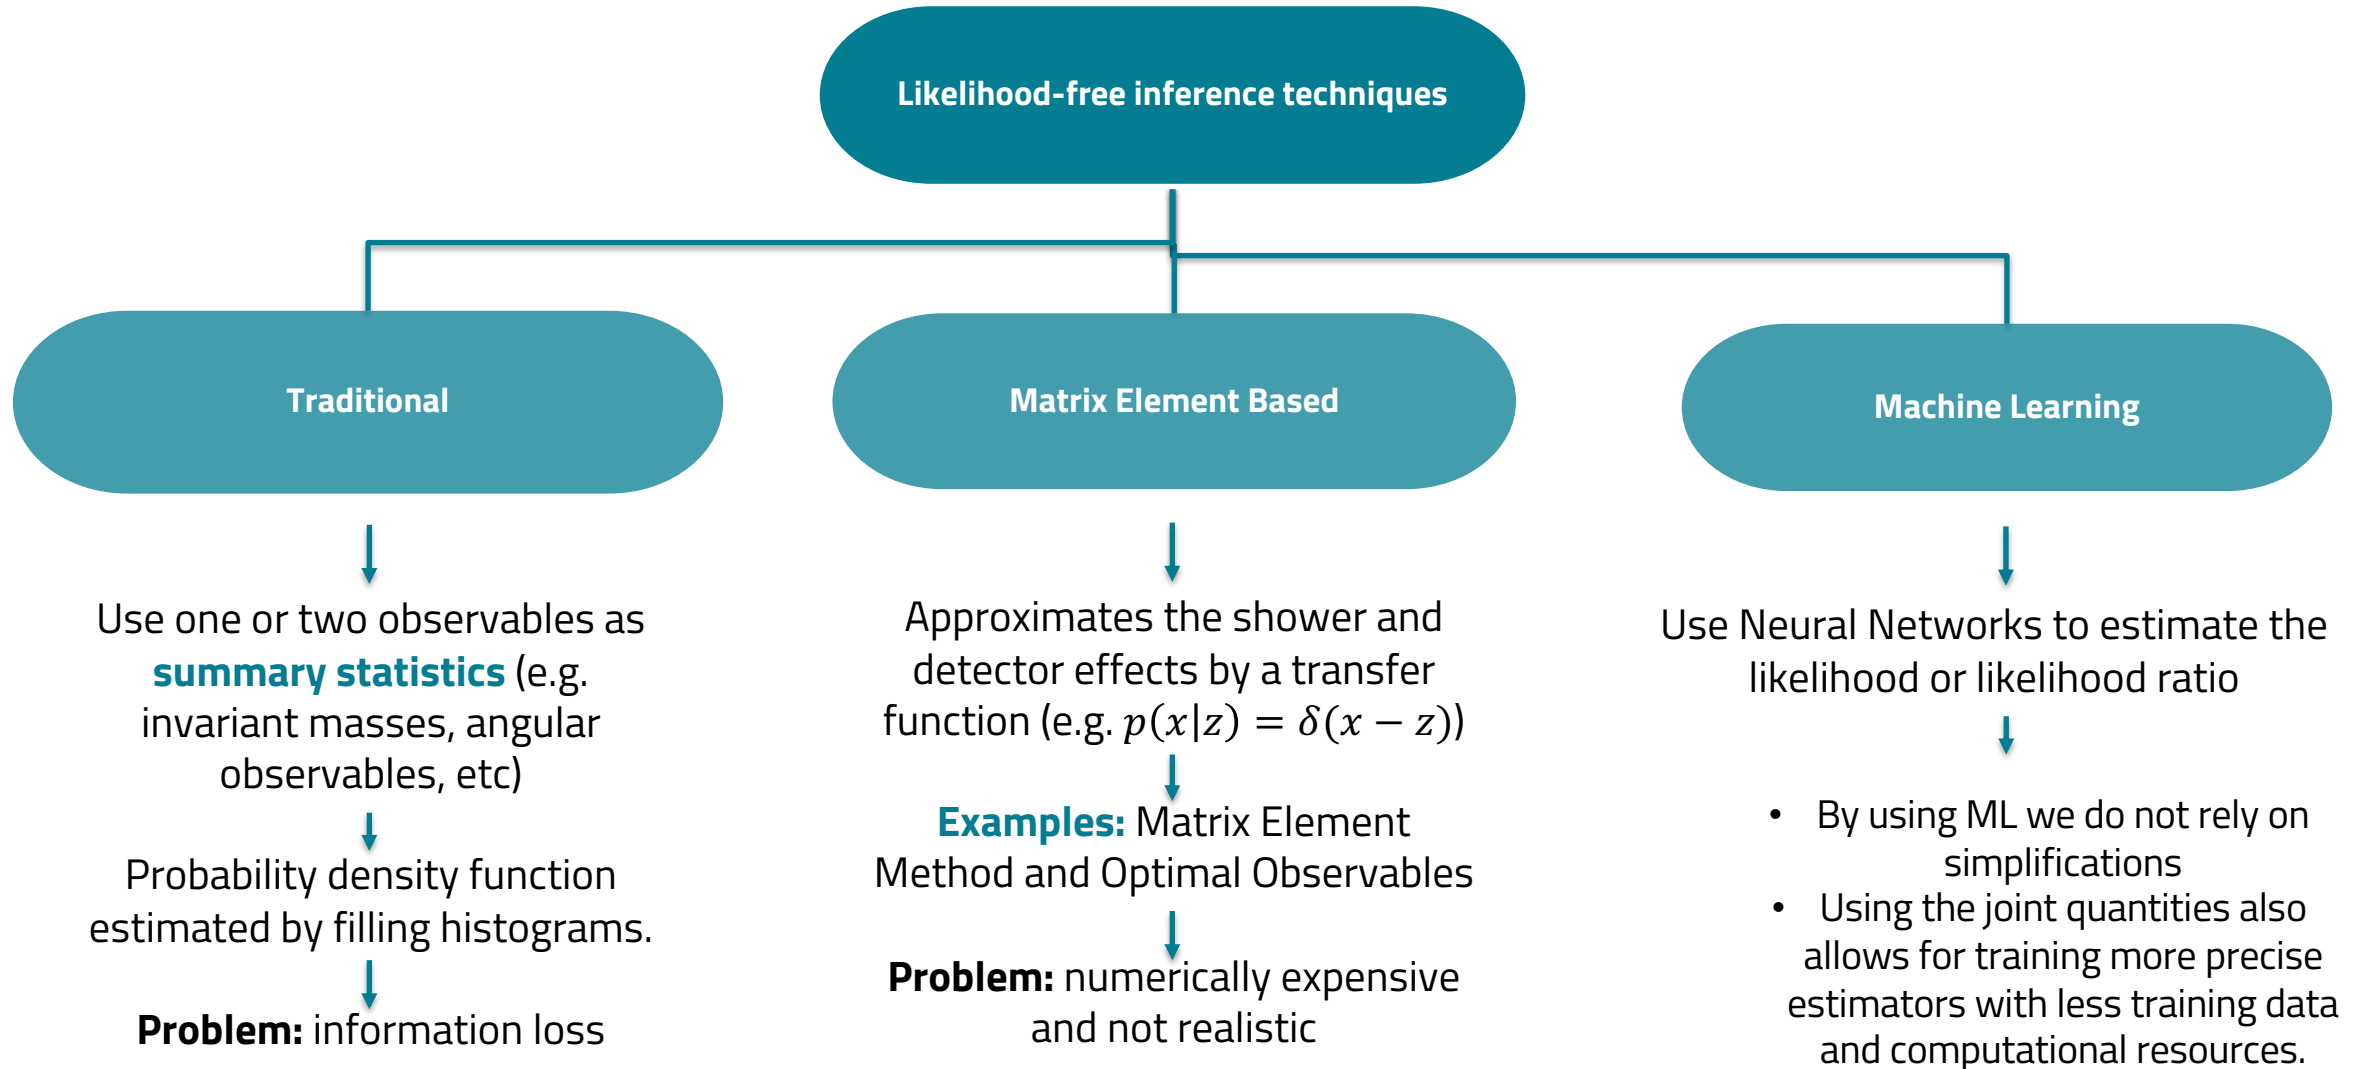 Likelihood-free inference techniques
Traditional
Use one or two observables as
summary statistics (e.g.
invariant masses, angular
observables, etc)
Probability density function
estimated by filling histograms.
Problem: information loss
Matrix Element Based
Approximates the shower and
detector effects by a transfer
function (e.g. p(x|z) = δ(x − z))
Examples: Matrix Element
Method and Optimal Observables
Problem: numerically expensive
and not realistic
Machine Learning
Use Neural Networks to estimate the
likelihood or likelihood ratio
• By using ML we do not rely on
simplifications
• Using the joint quantities also
allows for training more precise
estimators with less training data
and computational resources.